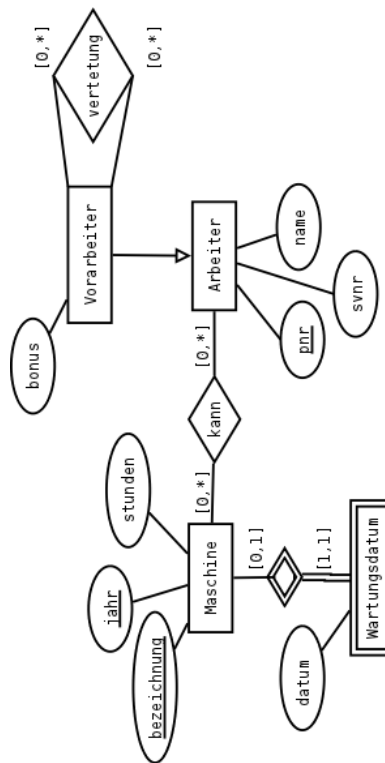 [0,*]
vertetung
[0,*]
Vorarbeiter
bonus
Arbeiter
name
svnr
pnr
[0,*]
kann
[0,*]
stunden
Maschine
jahr
bezeichnung
[0,1]
[1,1]
datum
Wartungsdatum